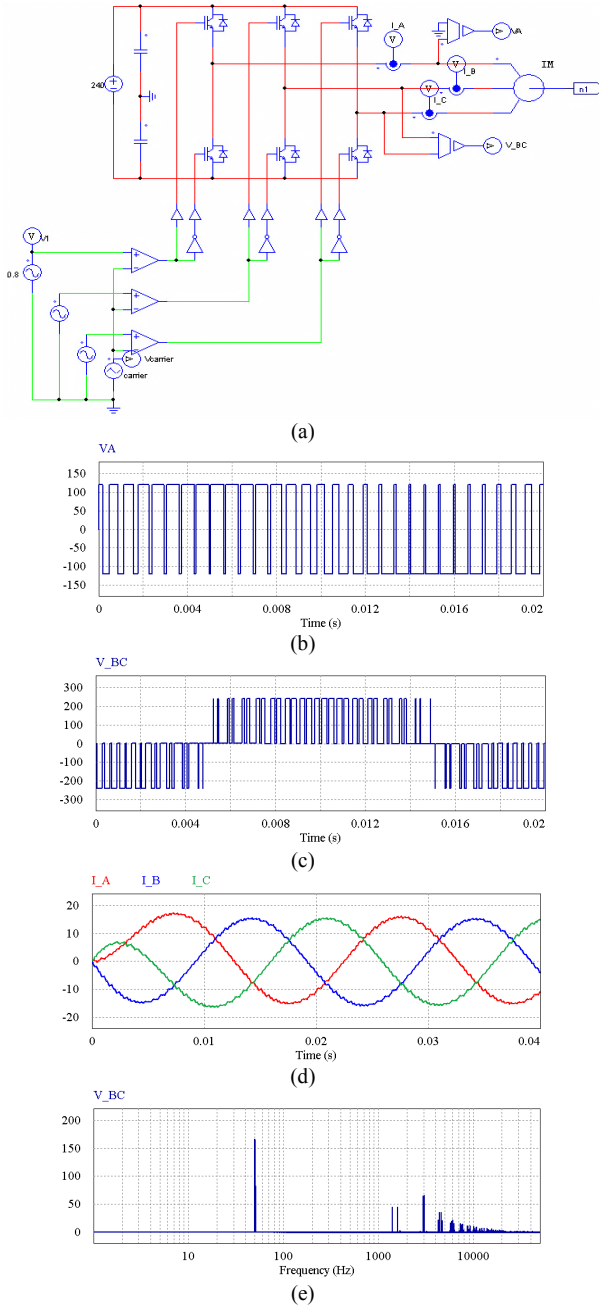 I_A
VA
I_B
IM
240
I_C
n1
V_BC
V1
0.8
Vcarrier
carrier
(a)
VA
150
100
50
0
-50
-100
-150
0 0.004 0.008 0.012 0.016 0.02
Time (s)
(b)
V_BC
300
200
100
0
-100
-200
-300
0 0.004 0.008 0.012 0.016 0.02
Time (s)
(c)
I_A I_B I_C
20
10
0
-10
-20
0 0.01 0.02 0.03 0.04
Time (s)
(d)
V_BC
200
150
100
50
0
10 100 1000 10000
Frequency (Hz)
(e)